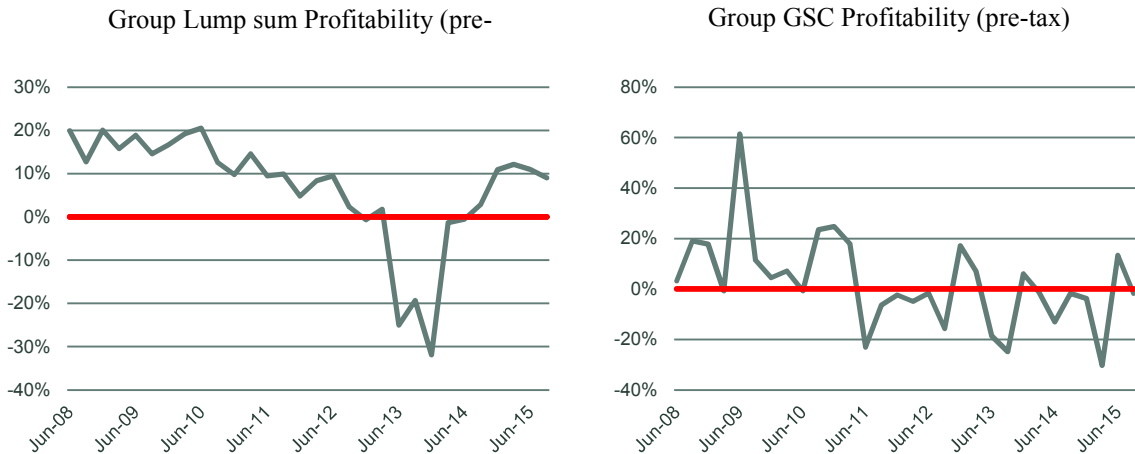 Group Lump sum Profitability (pre-
30%
20%
10%
0%
-10%
-20%
-30%
-40%
Jun-08
Jun-09
Jun-10
Jun-11
Jun-12
Jun-13
Jun-14
Jun-15
Group GSC Profitability (pre-tax)
80%
60%
40%
20%
0%
-20%
-40%
Jun-08
Jun-09
Jun-10
Jun-11
Jun-12
Jun-13
Jun-14
Jun-15